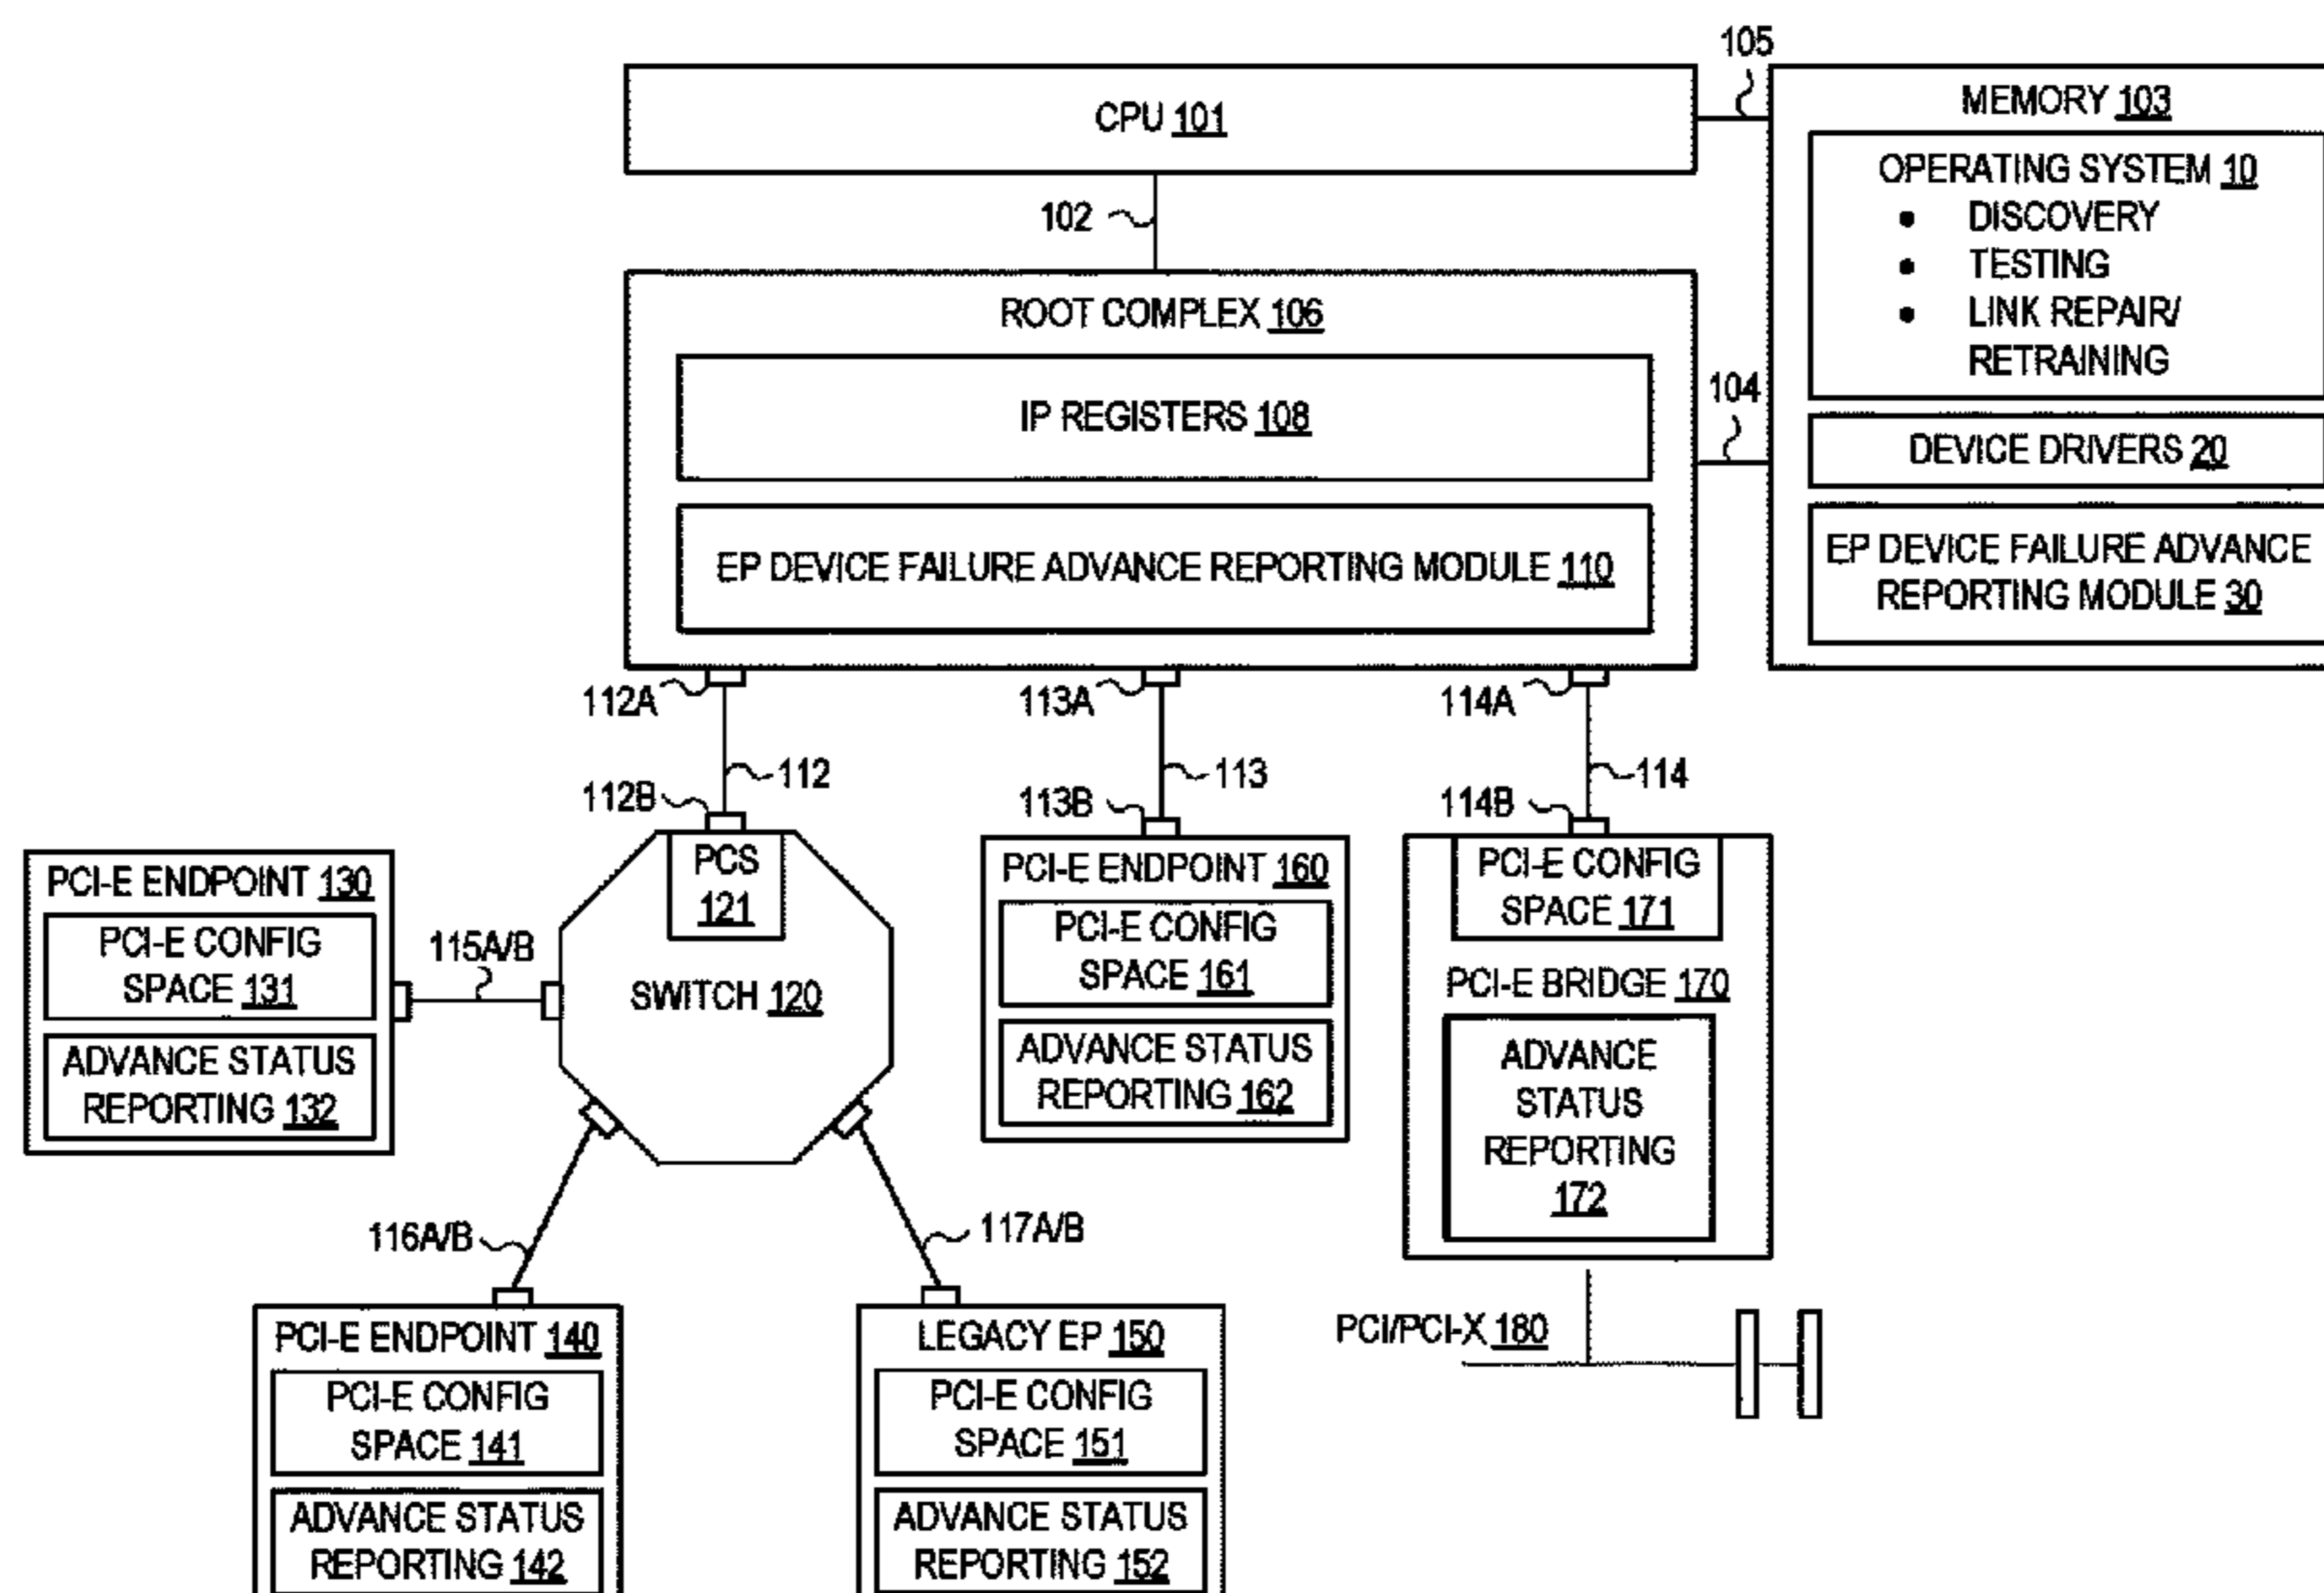 105
CPU 101
MEMORY 103
OPERATING SYSTEM 10
• DISCOVERY
• TESTING
• LINK REPAIR/
RETRAINING
DEVICE DRIVERS 20
EP DEVICE FAILURE ADVANCE
REPORTING MODULE 30
102
104
ROOT COMPLEX 106
IP REGISTERS 108
EP DEVICE FAILURE ADVANCE REPORTING MODULE 110
112A
113A
114A
112
113
114
112B
113B
114B
PCI-E ENDPOINT 130
PCI-E CONFIG
SPACE 131
ADVANCE STATUS
REPORTING 132
115A/B
PCS
121
SWITCH 120
PCI-E ENDPOINT 160
PCI-E CONFIG
SPACE 161
ADVANCE STATUS
REPORTING 162
PCI-E CONFIG
SPACE 171
PCI-E BRIDGE 170
ADVANCE
STATUS
REPORTING
172
116A/B
117A/B
PCI-E ENDPOINT 140
PCI-E CONFIG
SPACE 141
ADVANCE STATUS
REPORTING 142
LEGACY EP 150
PCI-E CONFIG
SPACE 151
ADVANCE STATUS
REPORTING 152
PCI/PCI-X 180